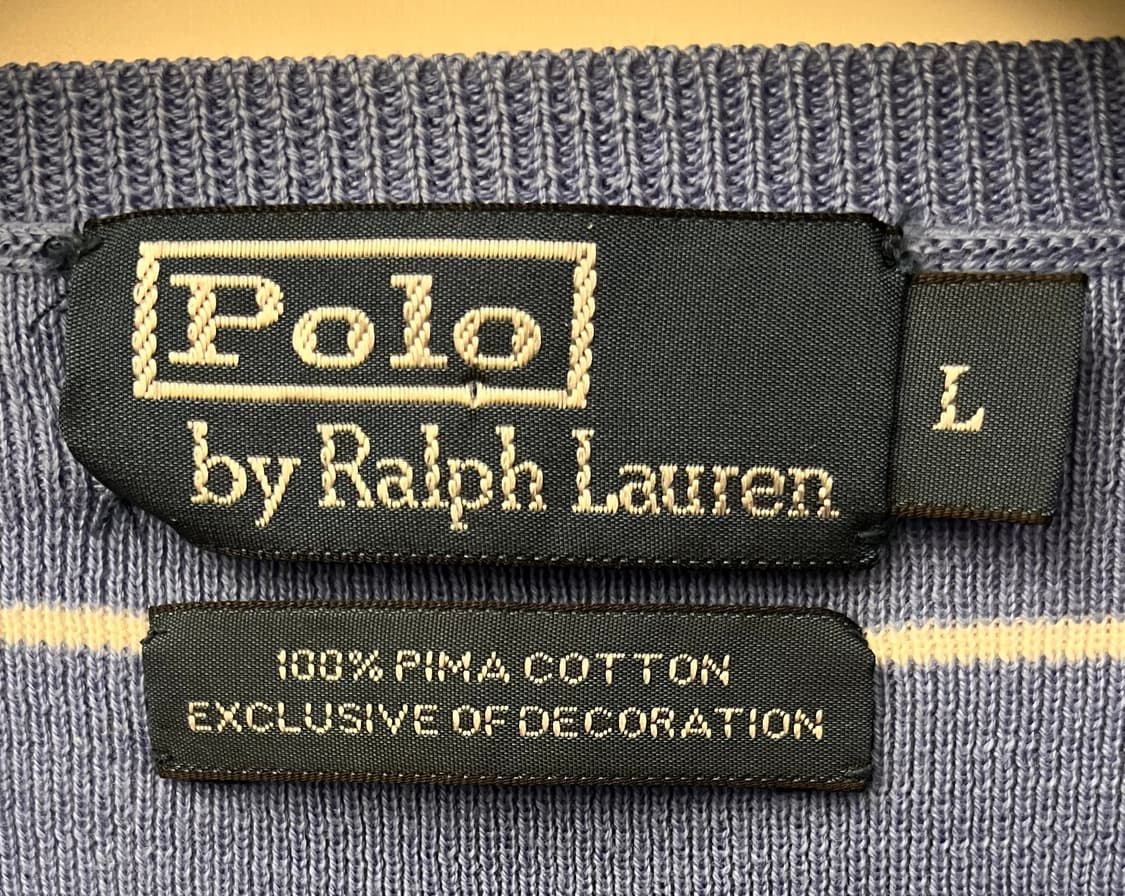 Polo
by Ralph Lauren
L
100% PIMA COTTON
EXCLUSIVE OF DECORATION